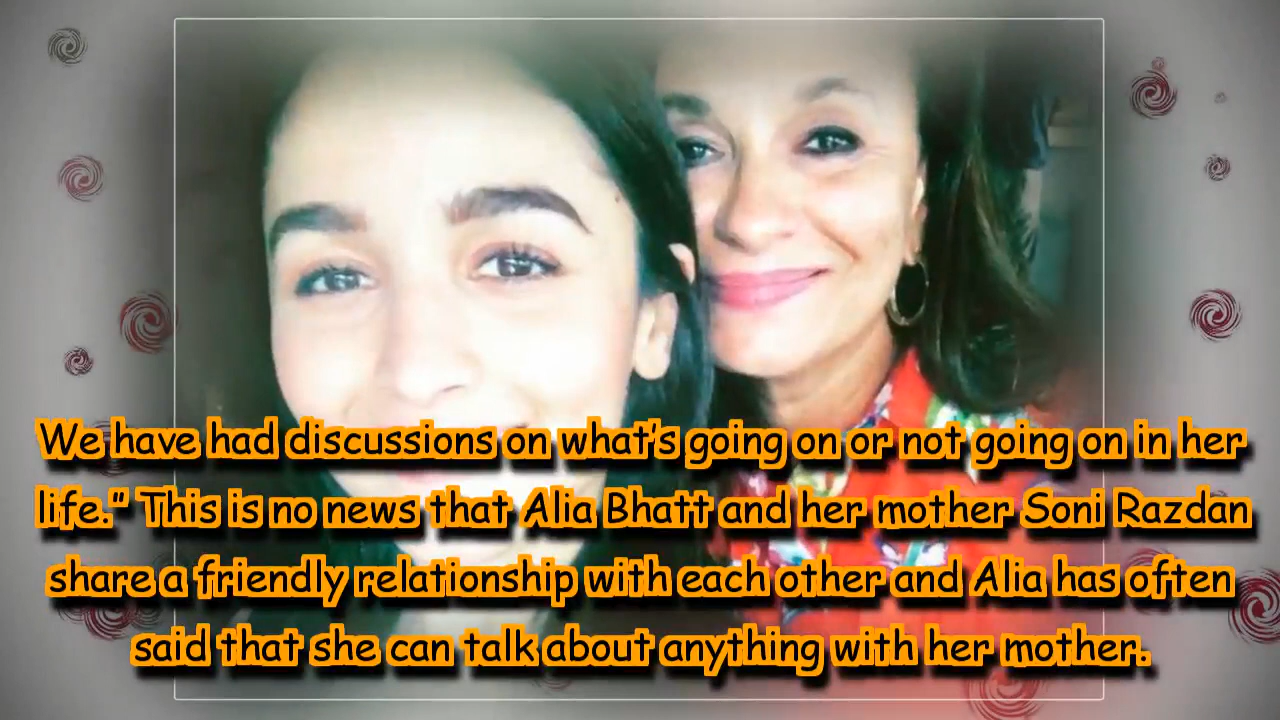 We have had discussions on what's going on or not going on in her
life." This is no news that Alia Bhatt and her mother Soni Razdan
share a friendly relationship with each other and Alia has often
said that she can talk about anything with her mother.